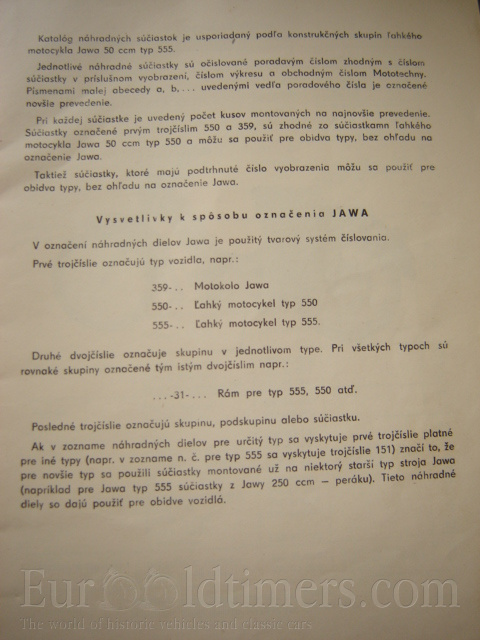 Katalóg náhradných súčiastok je usporiadaný podľa konstrukčných skupín ľahkého
motocykla Jawa 50 ccm typ 555.
Jednotlivé náhradné súčiastky sú očislované poradovým číslom zhodným s číslom
súčiastky v príslušnom vyobrazení, číslom výkresu a obchodným číslom Mototechny.
Písmenami malej abecedy a, b, ... uvedenými vedľa poradového čísla je označené
novšie prevedenie.
Pri každej súčiastke je uvedený počet kusov montovaných na najnovšie prevedenie.
Súčiastky označené prvým trojčíslim 550 a 359, sú zhodné zo súčiastkamn ľahkého
motocykla Jawa 50 ccm typ 550 a môžu sa použiť pre obidva typy, bez ohľadu na
označenie Jawa.
Taktiež súčiastky, ktoré majú podtrhnuté číslo vyobrazenia môžu sa použiť pre
obidva typy, bez ohľadu na označenie Jawa.
Vysvetlivky k spôsobu označenia JAWA
V označení náhradných dielov Jawa je použitý tvarový systém číslovania.
Prvé trojčíslie označujú typ vozidla, napr.:
359-.. Motokolo Jawa
550-.. Ľahký motocykel typ 550
555-.. Ľahký motocykel typ 555.
Druhé dvojčíslie označuje skupinu v jednotlivom type. Pri všetkých typoch sú
rovnaké skupiny označené tým istým dvojčíslim napr.:
...-31-... Rám pre typ 555, 550 atď.
Posledné trojčíslie označujú skupinu, podskupinu alebo súčiastku.
Ak v zozname náhradných dielov pre určitý typ sa vyskytuje prvé trojčíslie platné
pre iné typy (napr. v zozname n. č. pre typ 555 sa vyskytuje trojčíslie 151) značí to, že
pre novšie typ sa použili súčiastky montované už na niektorý starší typ stroja Jawa
(napríklad pre Jawa typ 555 súčiastky z Jawy 250 ccm – peráku). Tieto náhradné
diely so dajú použiť pre obidve vozidlá.
EurOOldtimers.com
The world of historic vehicles and classic cars